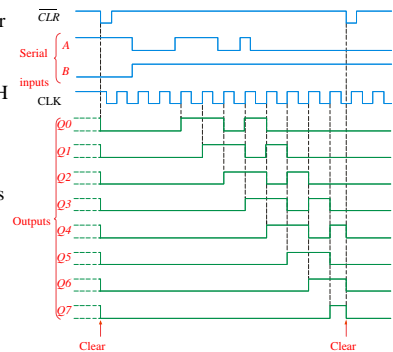 r
CLR
A
Serial
B
inputs
H
CLK
Q0
Q1
Q2
s
Q3
Outputs
Q4
Q5
Q6
Q7
Clear Clear